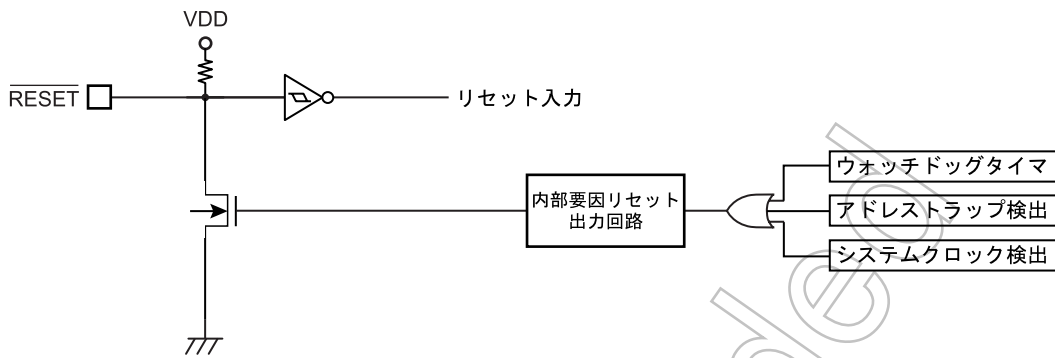 VDD
RESET
リセット入力
ウォッチドッグタイマ
内部要因リセット
出力回路
アドレストラップ検出
システムクロック検出